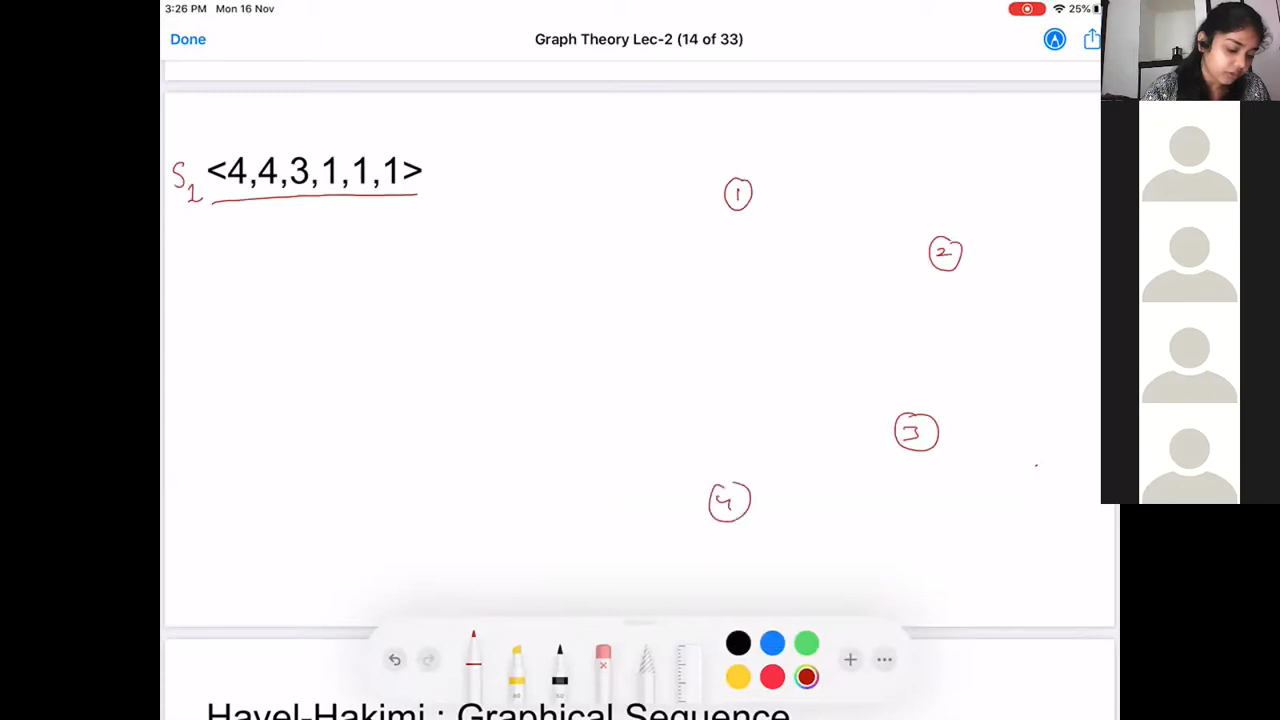 3:26 PM Mon 16 Nov 25%
Done Graph Theory Lec-2 (14 of 33)
S1 <4,4,3,1,1,1>
1
2
3
4
Havel-Hakimi : Graphical Sequence